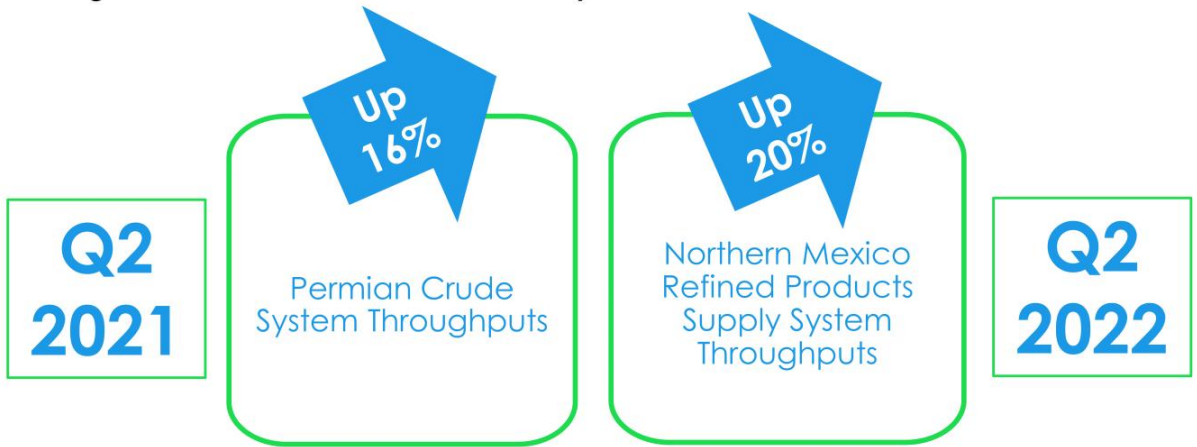 Q2
2021
Up
16%
Permian Crude
System Throughputs
Up
20%
Northern Mexico
Refined Products
Supply System
Throughputs
Q2
2022